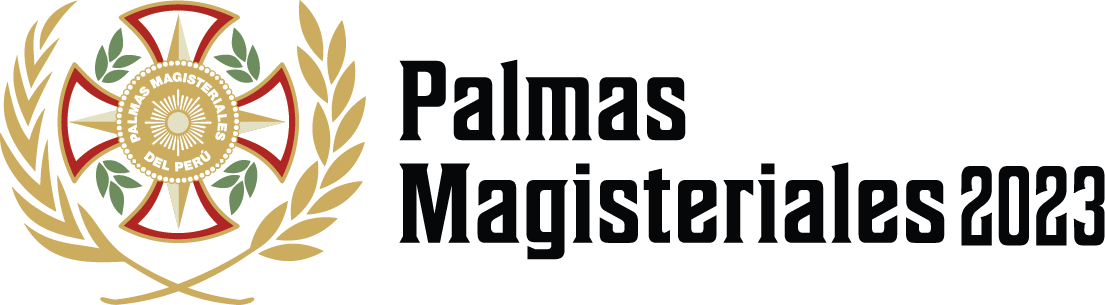 PALMAS MAGISTERIALES
DEL PERÚ
Palmas
Magisteriales 2023